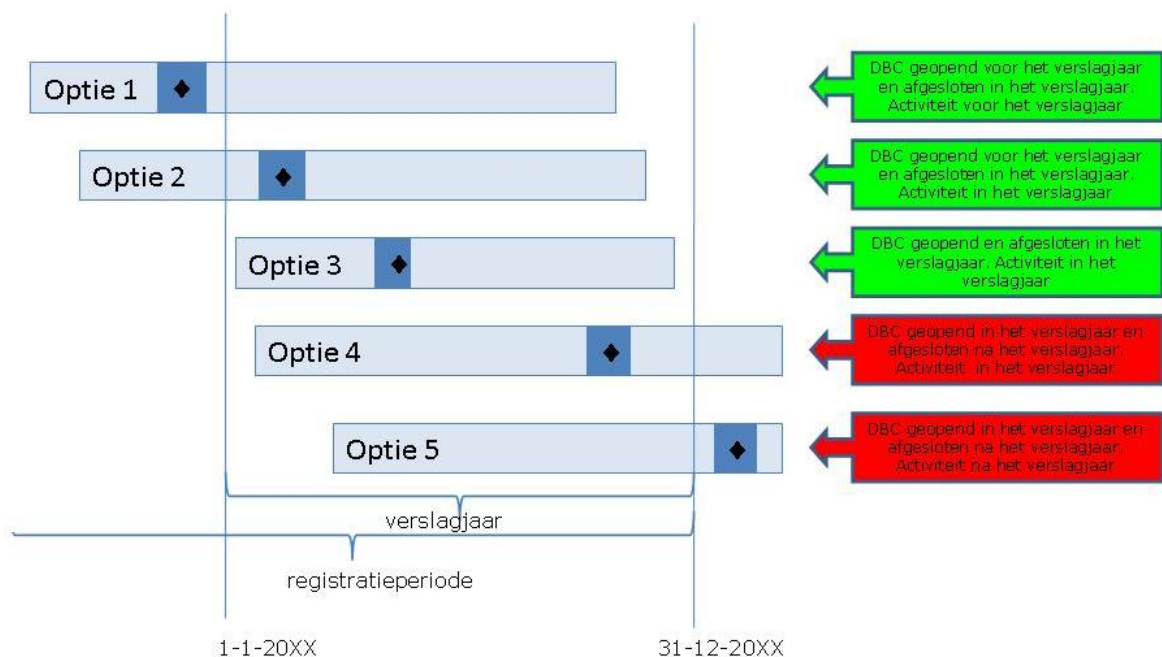 Optie 1
DBC geopend voor het verslagjaar
en afgesloten in het verslagjaar.
Activiteit voor het verslagjaar
Optie 2
DBC geopend voor het verslagjaar
en afgesloten in het verslagjaar.
Activiteit in het verslagjaar
Optie 3
DBC geopend en afgesloten in het
verslagjaar. Activiteit in het
verslagjaar
Optie 4
DBC geopend in het verslagjaar en
afgesloten na het verslagjaar.
Activiteit in het verslagjaar
Optie 5
DBC geopend in het verslagjaar en
afgesloten na het verslagjaar.
Activiteit na het verslagjaar
verslagjaar
registratieperiode
1-1-20XX
31-12-20XX